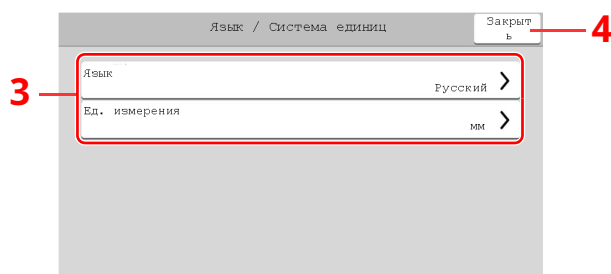 Язык / Система единиц
Закрыт
ь
4
3
Язык
Русский
Ед. измерения
мм